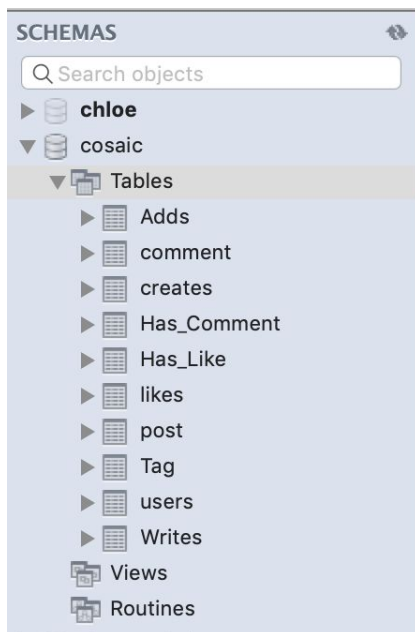 SCHEMAS
Search objects
chloe
cosaic
Tables
Adds
comment
creates
Has_Comment
Has_Like
likes
post
Tag
users
Writes
Views
Routines